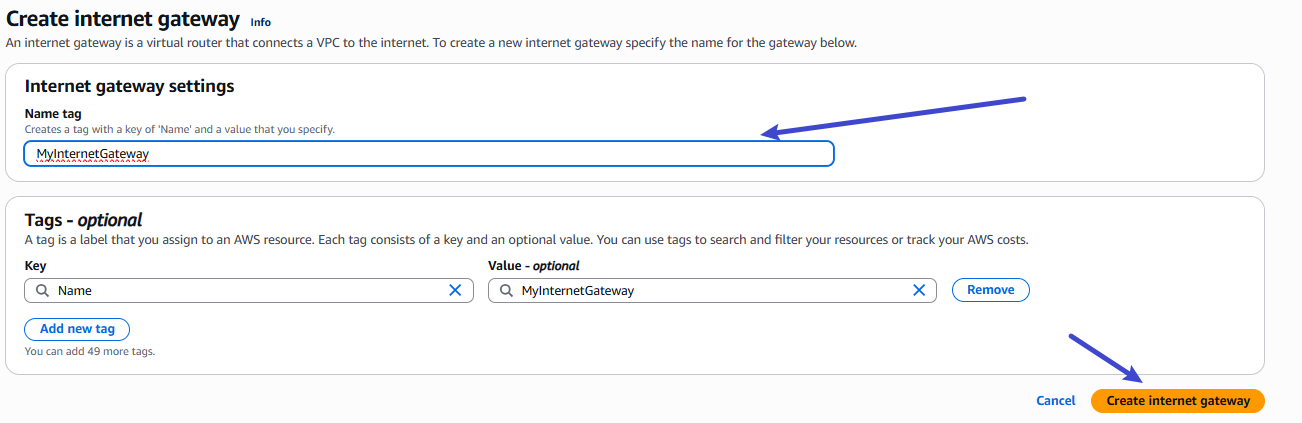 Create internet gateway Info
An internet gateway is a virtual router that connects a VPC to the internet. To create a new internet gateway specify the name for the gateway below.
Internet gateway settings
Name tag
Creates a tag with a key of 'Name' and a value that you specify.
MyInternetGateway
Tags - optional
A tag is a label that you assign to an AWS resource. Each tag consists of a key and an optional value. You can use tags to search and filter your resources or track your AWS costs.
Key Value - optional
Name MyInternetGateway Remove
Add new tag
You can add 49 more tags.
Cancel Create internet gateway